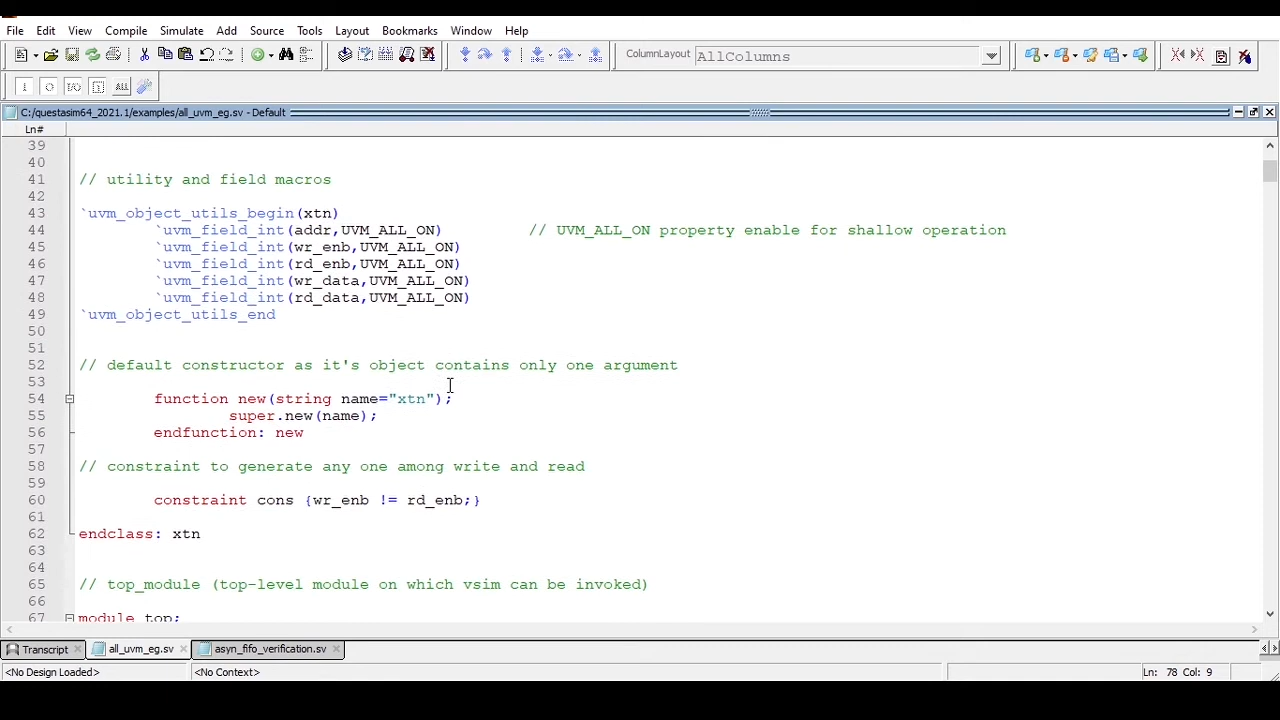 File Edit View Compile Simulate Add Source Tools Layout Bookmarks Window Help
ColumnLayout AllColumns
C:/questasim64_2021.1/examples/all_uvm_eg.sv - Default
Ln#
39
40
41 // utility and field macros
42
43 `uvm_object_utils_begin(xtn)
44 `uvm_field_int(addr,UVM_ALL_ON) // UVM_ALL_ON property enable for shallow operation
45 `uvm_field_int(wr_enb,UVM_ALL_ON)
46 `uvm_field_int(rd_enb,UVM_ALL_ON)
47 `uvm_field_int(wr_data,UVM_ALL_ON)
48 `uvm_field_int(rd_data,UVM_ALL_ON)
49 `uvm_object_utils_end
50
51
52 // default constructor as it's object contains only one argument
53
54 function new(string name="xtn");
55 super.new(name);
56 endfunction: new
57
58 // constraint to generate any one among write and read
59
60 constraint cons {wr_enb != rd_enb;}
61
62 endclass: xtn
63
64
65 // top_module (top-level module on which vsim can be invoked)
66
67 module top;
Transcript all_uvm_eg.sv asyn_fifo_verification.sv
<No Design Loaded> <No Context> Ln: 78 Col: 9